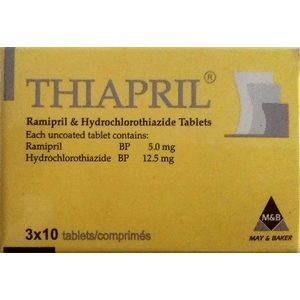 THIAPRIL®
Ramipril & Hydrochlorothiazide Tablets
Each uncoated tablet contains:
Ramipril BP 5.0 mg
Hydrochlorothiazide BP 12.5 mg
3x10 tablets/comprimés
M&B
MAY & BAKER